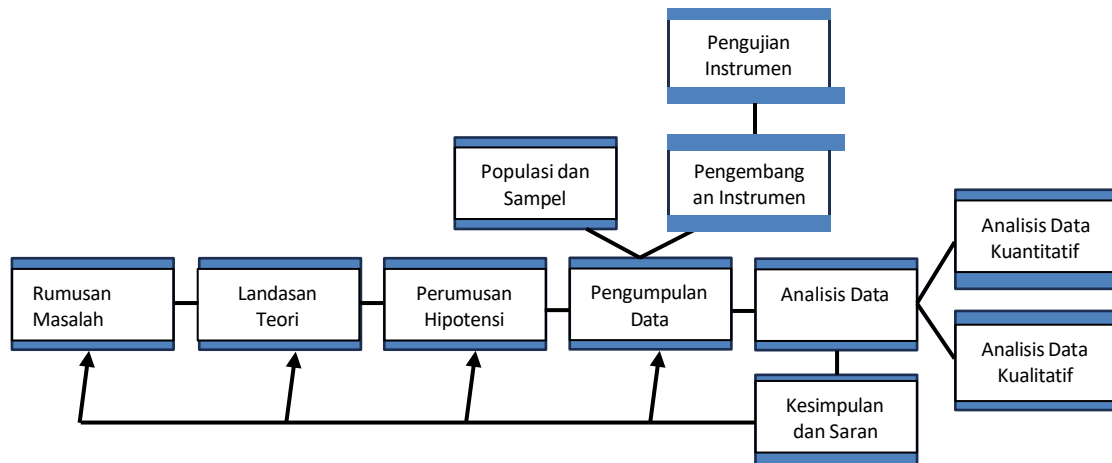 Pengujian
Instrumen
Populasi dan
Sampel
Pengembang
an Instrumen
Rumusan
Masalah
Landasan
Teori
Perumusan
Hipotensi
Pengumpulan
Data
Analisis Data
Analisis Data
Kuantitatif
Analisis Data
Kualitatif
Kesimpulan
dan Saran